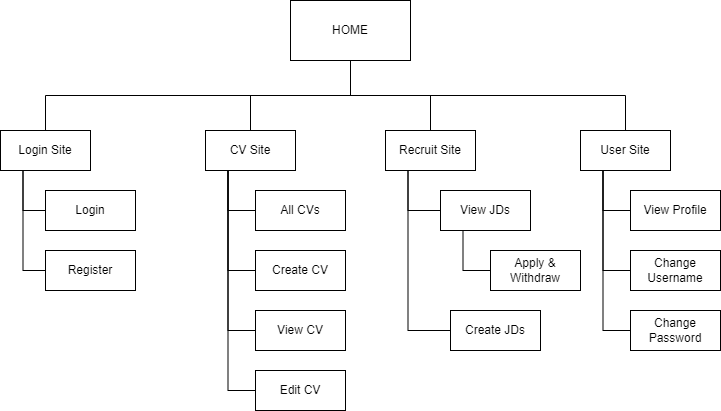 HOME
Login Site
CV Site
Recruit Site
User Site
Login
Register
All CVs
Create CV
View CV
Edit CV
View JDs
Apply &
Withdraw
Create JDs
View Profile
Change
Username
Change
Password